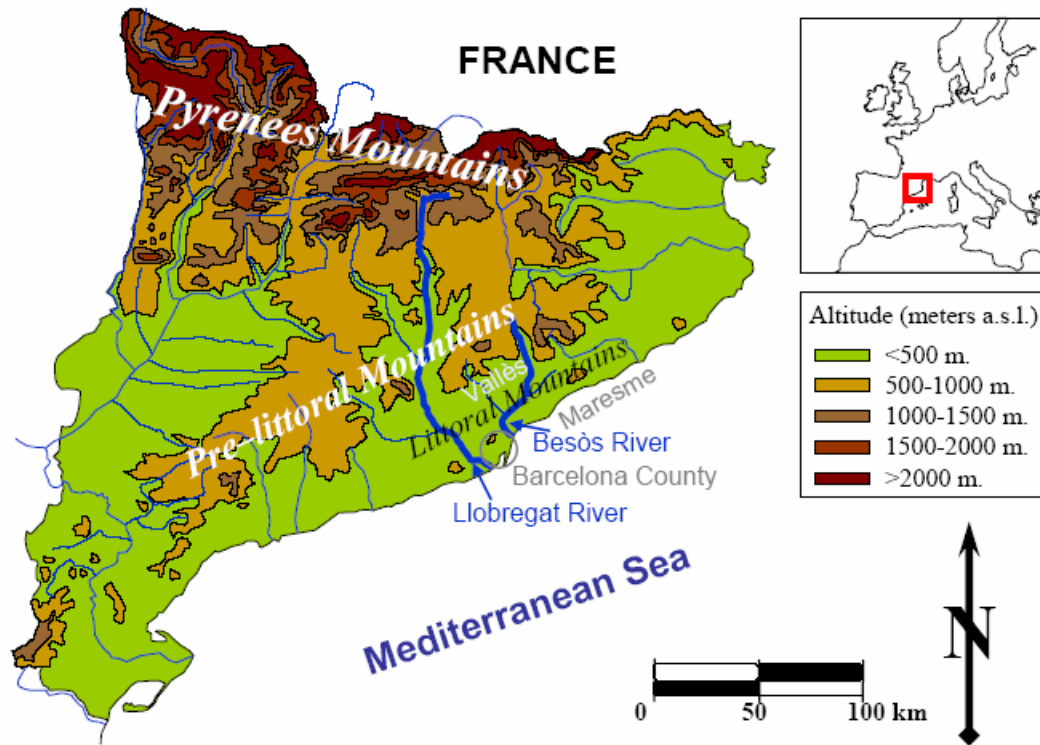 FRANCE
Pyrenees Mountains
Pre-littoral Mountains
Vallès
Littoral Mountains
Maresme
Besòs River
Barcelona County
Llobregat River
Mediterranean Sea
Altitude (meters a.s.l.)
<500 m.
500-1000 m.
1000-1500 m.
1500-2000 m.
>2000 m.
N
0 50 100 km